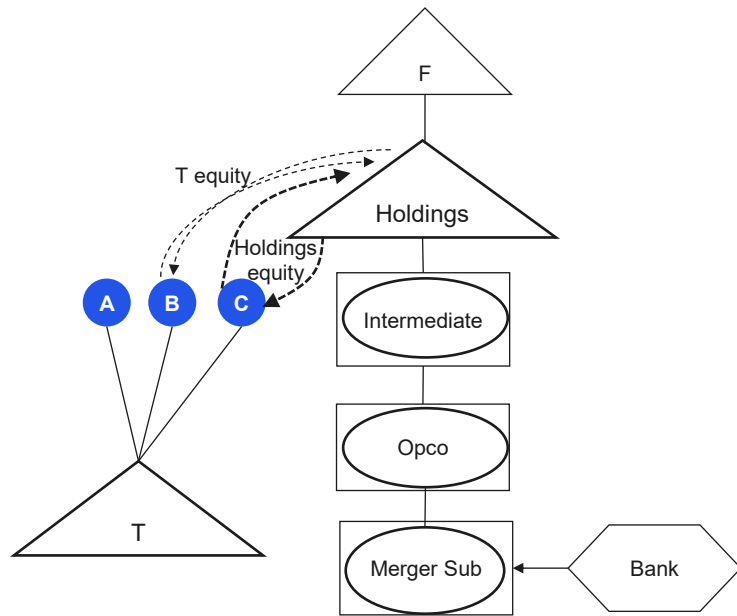 F
T equity
Holdings
Holdings
equity
A
B
C
Intermediate
Opco
T
Merger Sub
Bank